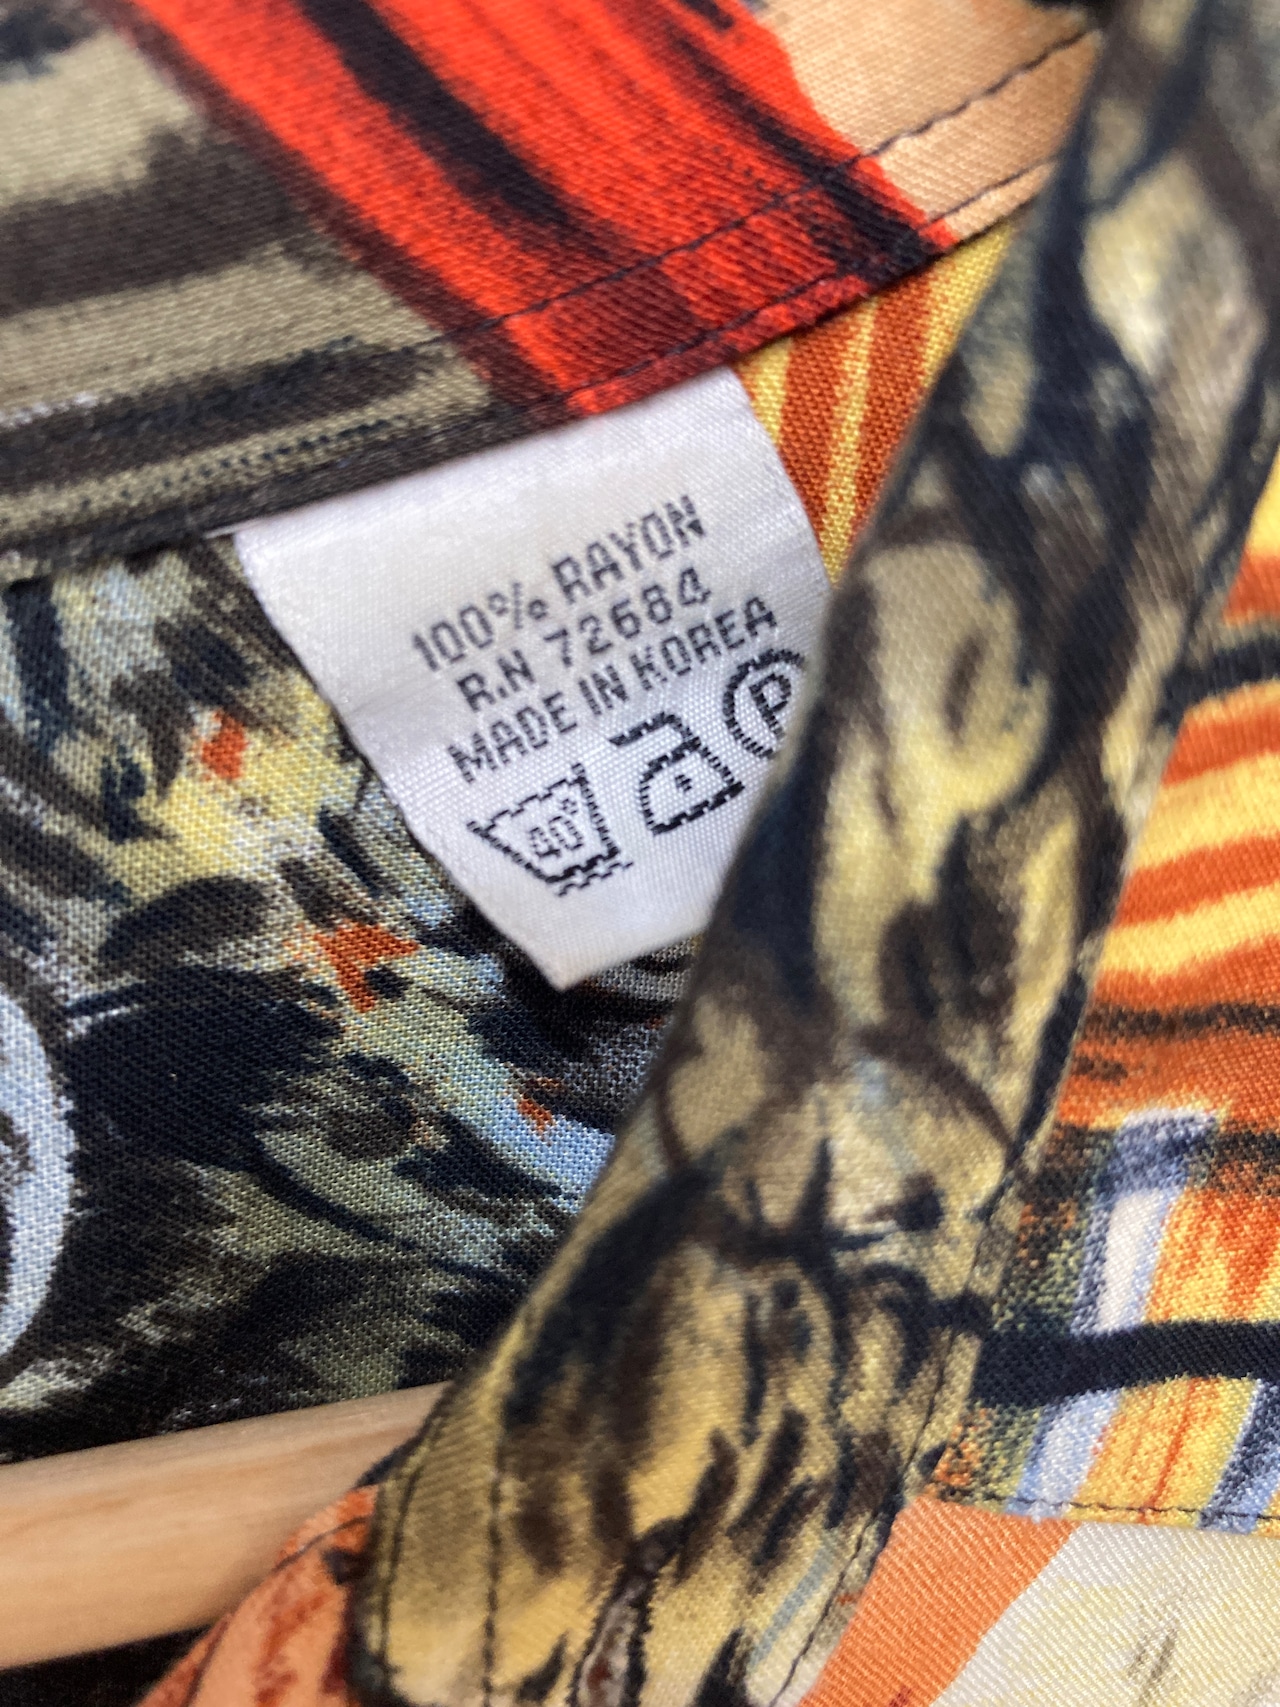 100% RAYON
R.N 72684
MADE IN KOREA
40° P